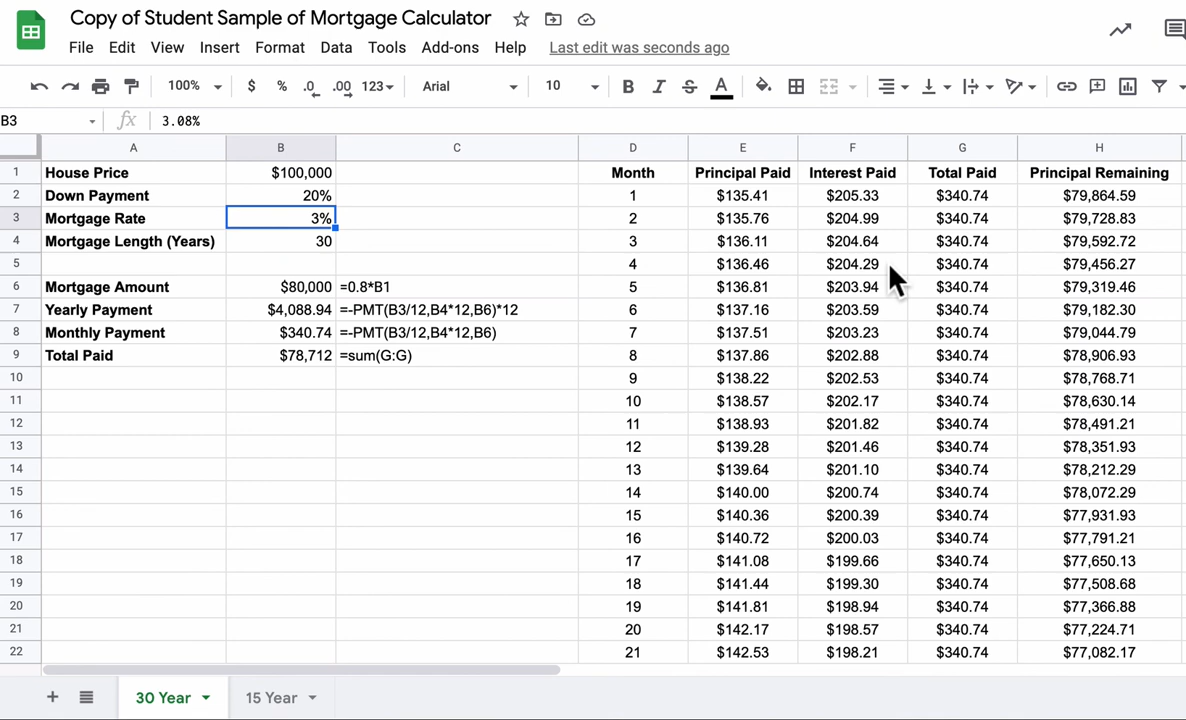 Copy of Student Sample of Mortgage Calculator
File Edit View Insert Format Data Tools Add-ons Help Last edit was seconds ago
100% $ % .0 .00 123 Arial 10 B I S A
B3 fx 3.08%
A B C D E F G H
1 House Price $100,000 Month Principal Paid Interest Paid Total Paid Principal Remaining
2 Down Payment 20% 1 $135.41 $205.33 $340.74 $79,864.59
3 Mortgage Rate 3% 2 $135.76 $204.99 $340.74 $79,728.83
4 Mortgage Length (Years) 30 3 $136.11 $204.64 $340.74 $79,592.72
5 4 $136.46 $204.29 $340.74 $79,456.27
6 Mortgage Amount $80,000 =0.8*B1 5 $136.81 $203.94 $340.74 $79,319.46
7 Yearly Payment $4,088.94 =-PMT(B3/12,B4*12,B6)*12 6 $137.16 $203.59 $340.74 $79,182.30
8 Monthly Payment $340.74 =-PMT(B3/12,B4*12,B6) 7 $137.51 $203.23 $340.74 $79,044.79
9 Total Paid $78,712 =sum(G:G) 8 $137.86 $202.88 $340.74 $78,906.93
10 9 $138.22 $202.53 $340.74 $78,768.71
11 10 $138.57 $202.17 $340.74 $78,630.14
12 11 $138.93 $201.82 $340.74 $78,491.21
13 12 $139.28 $201.46 $340.74 $78,351.93
14 13 $139.64 $201.10 $340.74 $78,212.29
15 14 $140.00 $200.74 $340.74 $78,072.29
16 15 $140.36 $200.39 $340.74 $77,931.93
17 16 $140.72 $200.03 $340.74 $77,791.21
18 17 $141.08 $199.66 $340.74 $77,650.13
19 18 $141.44 $199.30 $340.74 $77,508.68
20 19 $141.81 $198.94 $340.74 $77,366.88
21 20 $142.17 $198.57 $340.74 $77,224.71
22 21 $142.53 $198.21 $340.74 $77,082.17
30 Year 15 Year